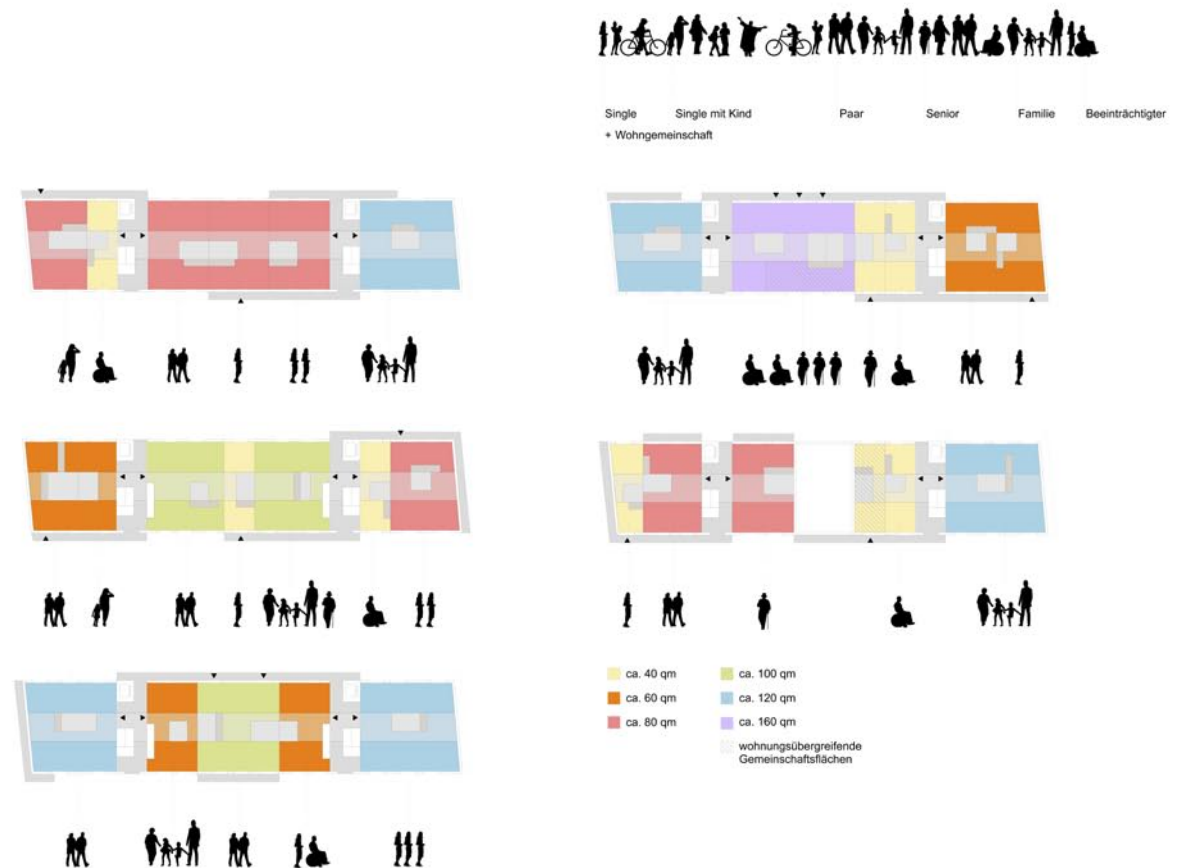 Single
Single mit Kind
Paar
Senior
Familie
Beeinträchtigter
+ Wohngemeinschaft
ca. 40 qm
ca. 60 qm
ca. 80 qm
ca. 100 qm
ca. 120 qm
ca. 160 qm
wohnungsübergreifende
Gemeinschaftsflächen